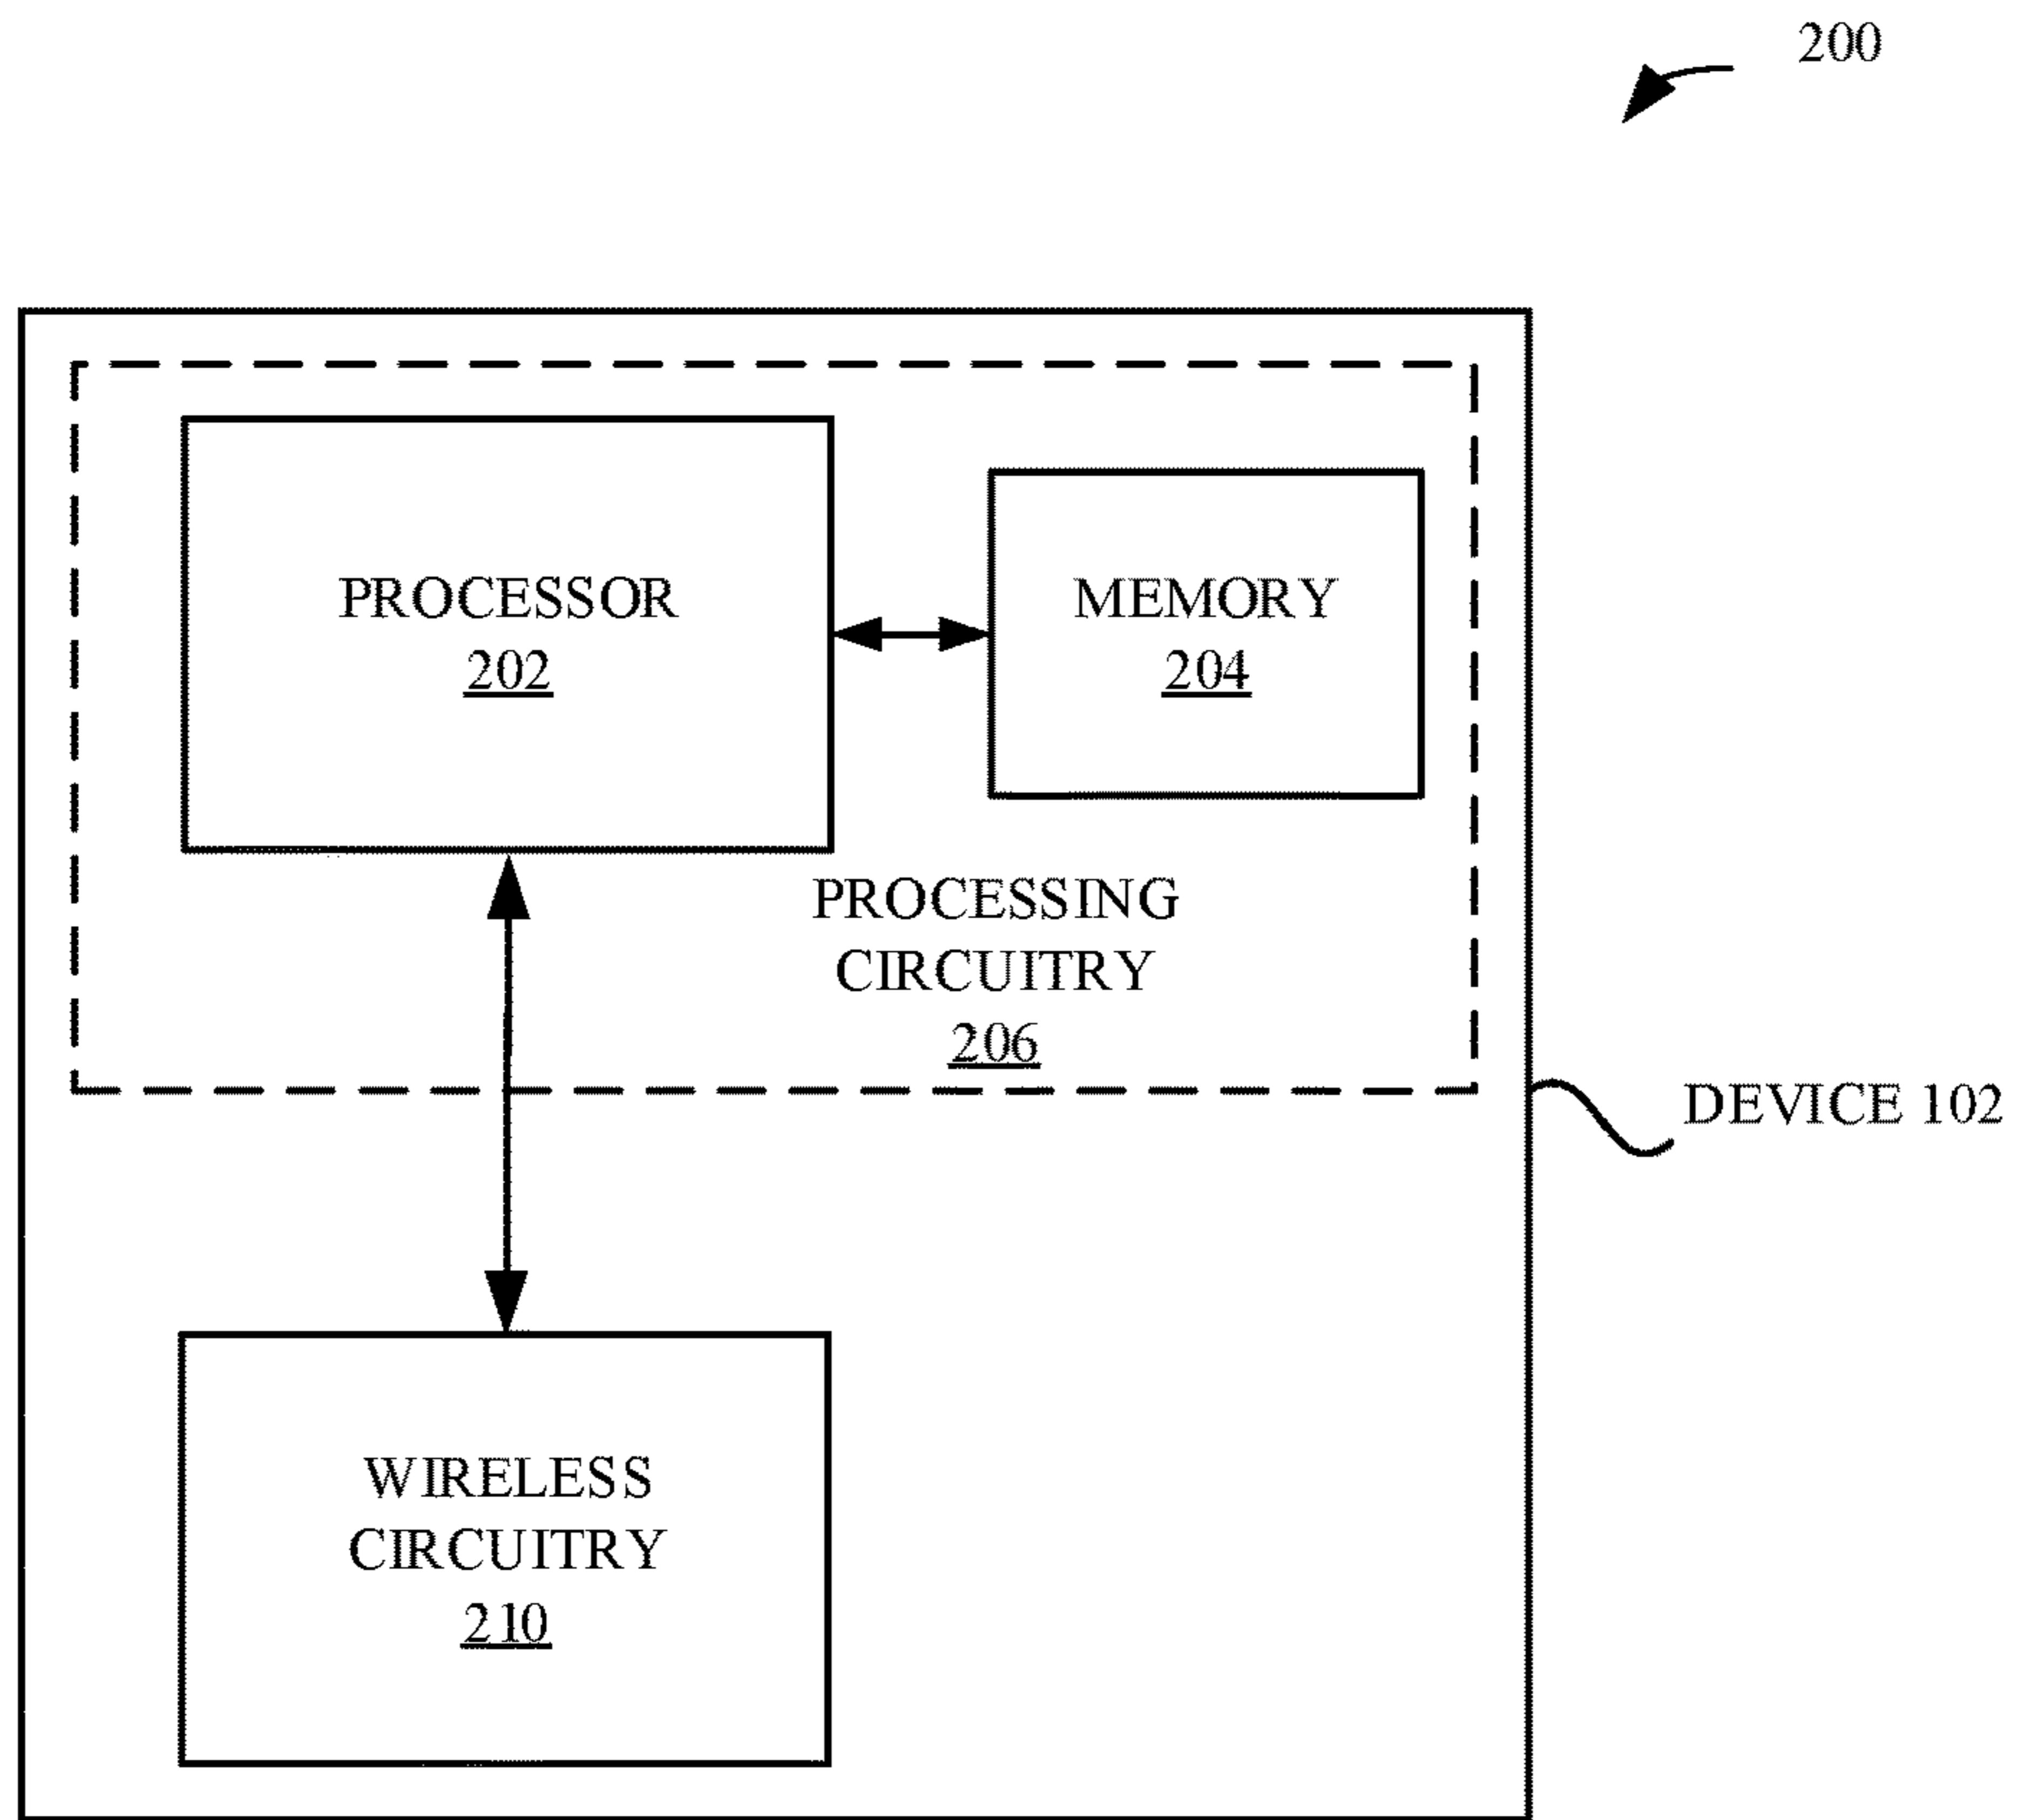 200
PROCESSOR
202
MEMORY
204
PROCESSING
CIRCUITRY
206
DEVICE 102
WIRELESS
CIRCUITRY
210